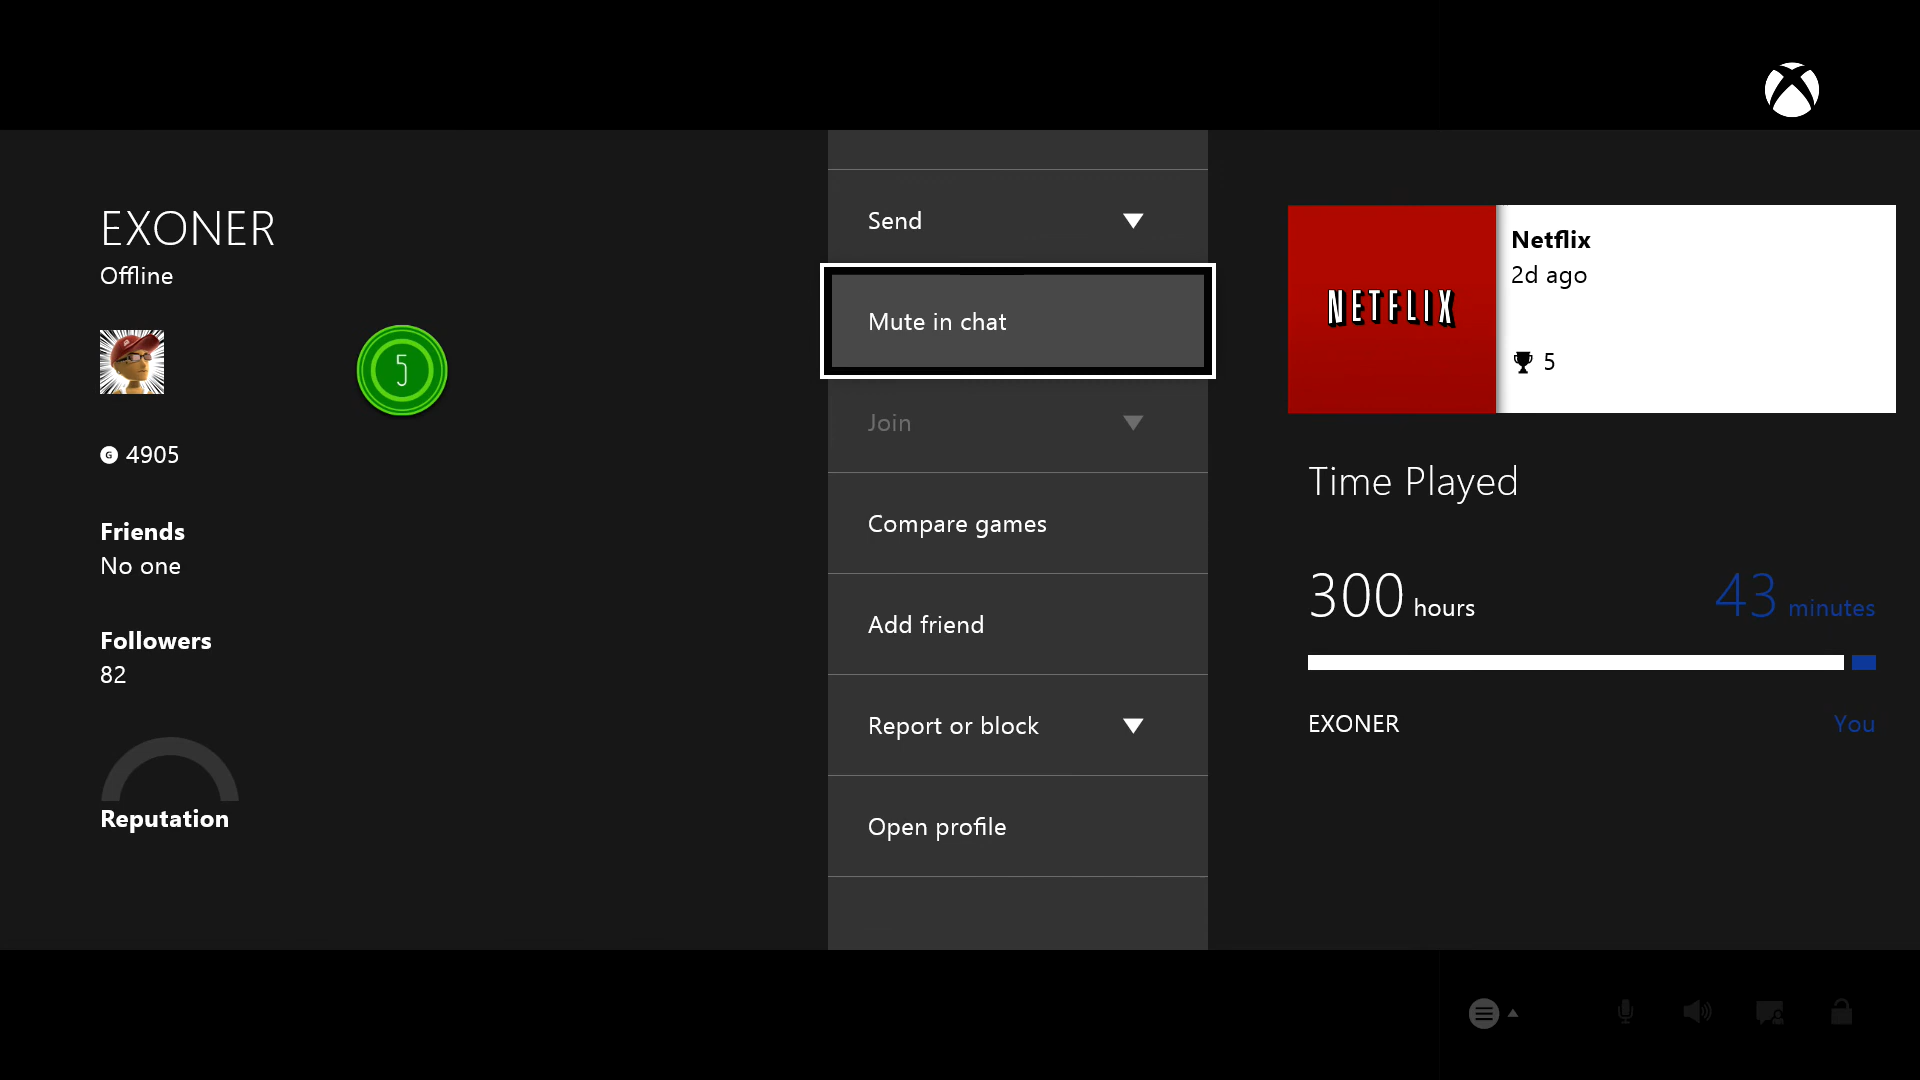 EXONER
Offline
5
G 4905
Friends
No one
Followers
82
Reputation
Send
Mute in chat
Join
Compare games
Add friend
Report or block
Open profile
NETFLIX
Netflix
2d ago
5
Time Played
300 hours
43 minutes
EXONER
You